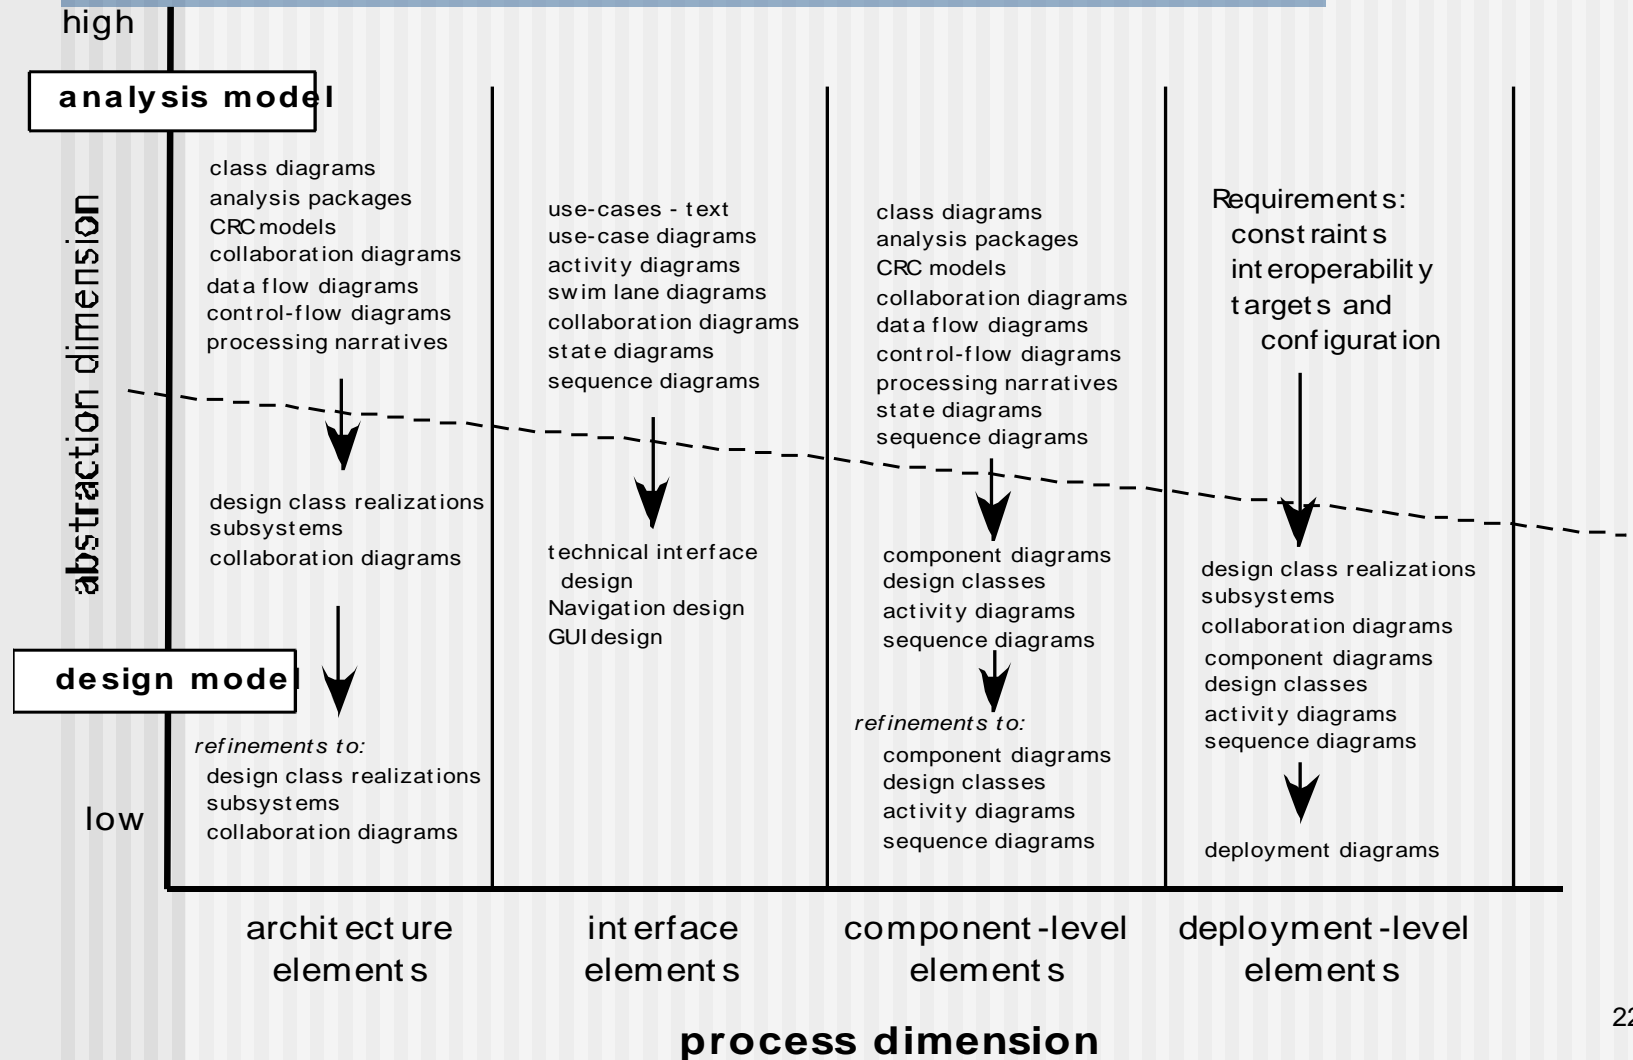 high
analysis model
abstraction dimension
class diagrams
analysis packages
CRC models
collaboration diagrams
data flow diagrams
control-flow diagrams
processing narratives
design class realizations
subsystems
collaboration diagrams
design model
refinements to:
design class realizations
subsystems
collaboration diagrams
low
use-cases - text
use-case diagrams
activity diagrams
swim lane diagrams
collaboration diagrams
state diagrams
sequence diagrams
technical interface
design
Navigation design
GUI design
class diagrams
analysis packages
CRC models
collaboration diagrams
data flow diagrams
control-flow diagrams
processing narratives
state diagrams
sequence diagrams
component diagrams
design classes
activity diagrams
sequence diagrams
refinements to:
component diagrams
design classes
activity diagrams
sequence diagrams
Requirements:
constraints
interoperability
targets and
configuration
design class realizations
subsystems
collaboration diagrams
component diagrams
design classes
activity diagrams
sequence diagrams
deployment diagrams
architecture
elements
interface
elements
component-level
elements
deployment-level
elements
process dimension
22